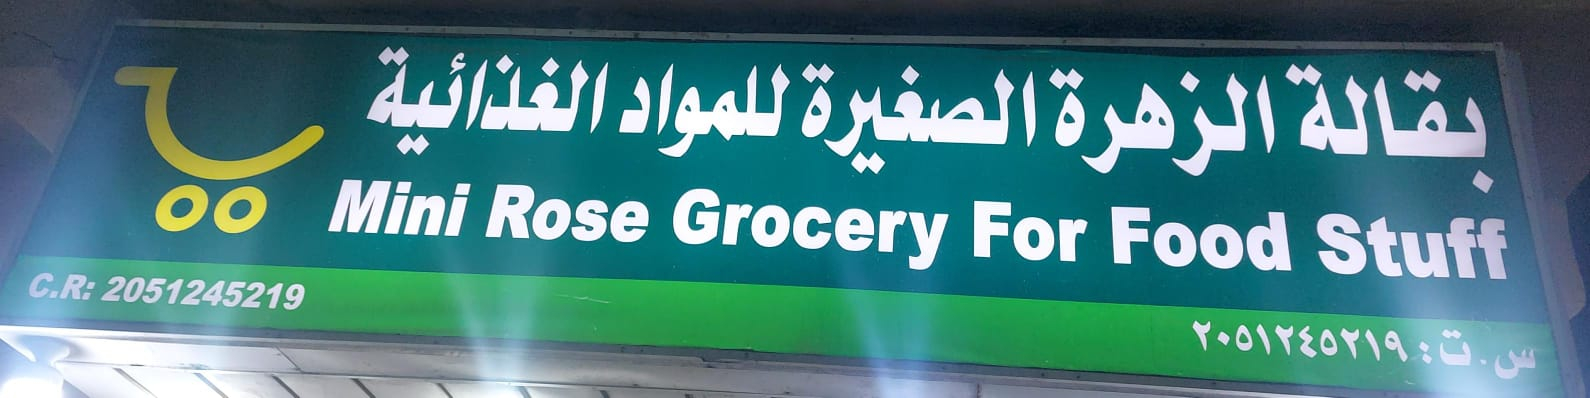 بقالة الزهرة الصغيرة للمواد الغذائية
Mini Rose Grocery For Food Stuff
C.R: 2051245219
س.ت: ٢٠٥١٢٤٥٢١٩